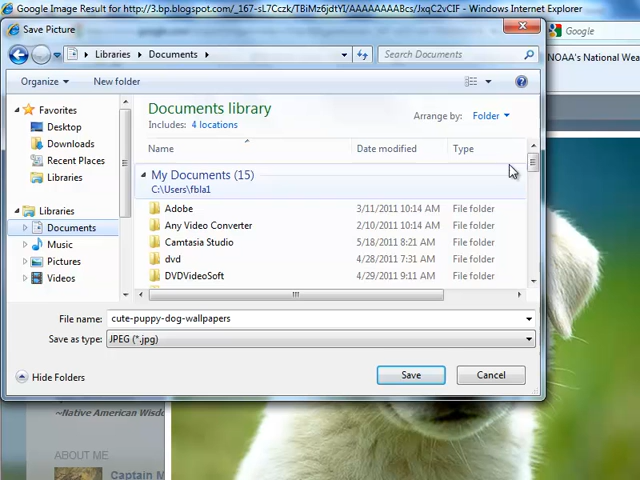 Google Image Result for http://3.bp.blogspot.com/_167-sL7Cczk/TBiMz6jdtYI/AAAAAAAABcs/JxqC2vCIF - Windows Internet Explorer
Save Picture
Libraries Documents
Search Documents
NOAA's National Wea
Organize New folder
Google
Favorites
Desktop
Downloads
Recent Places
Libraries
Libraries
Documents
Music
Pictures
Videos
Documents library
Includes: 4 locations
Arrange by: Folder
Name Date modified Type
My Documents (15)
C:\Users\fbla1
Adobe 3/11/2011 10:14 AM File folder
Any Video Converter 2/10/2011 10:14 AM File folder
Camtasia Studio 5/18/2011 8:21 AM File folder
dvd 4/28/2011 7:31 AM File folder
DVDVideoSoft 4/29/2011 9:11 AM File folder
File name: cute-puppy-dog-wallpapers
Save as type: JPEG (*.jpg)
Hide Folders
Save Cancel
~Native American Wisdo
ABOUT ME
Captain M